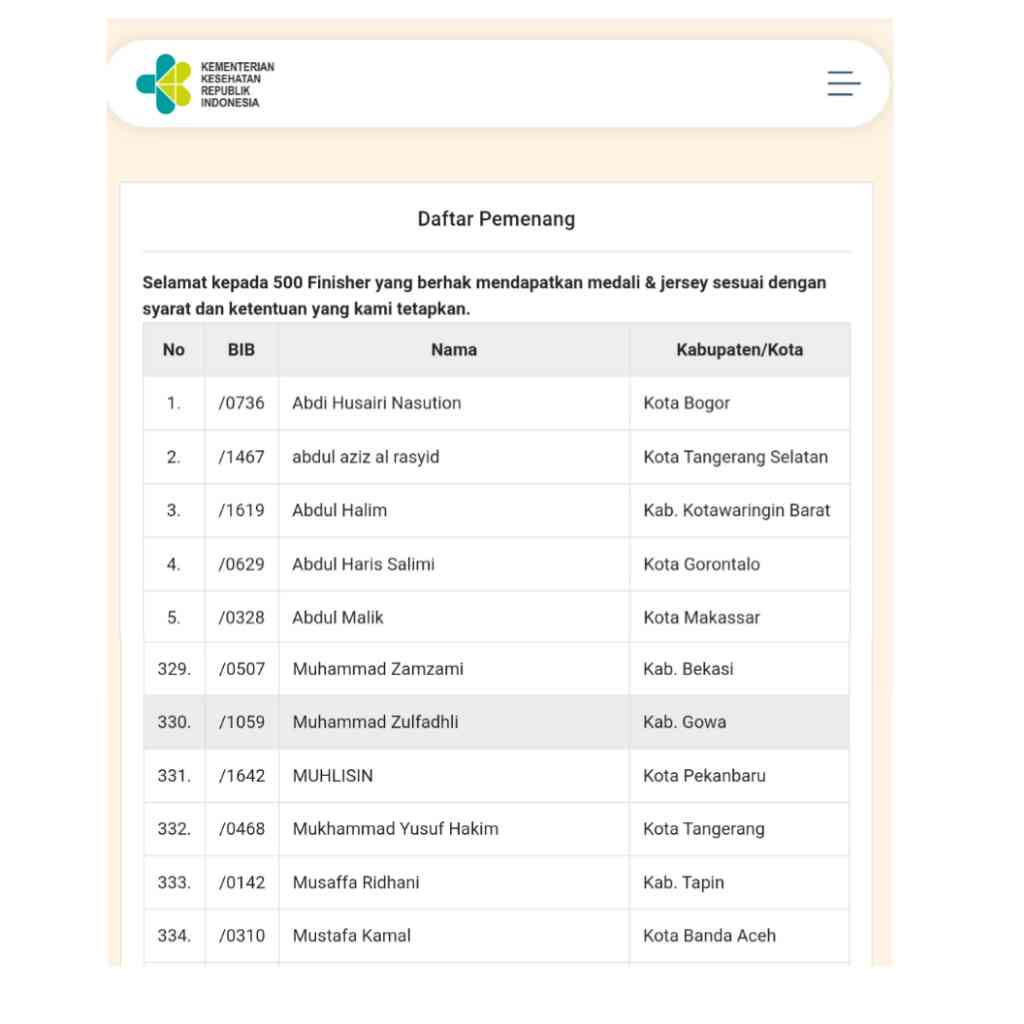 KEMENTERIAN
KESEHATAN
REPUBLIK
INDONESIA
Daftar Pemenang
Selamat kepada 500 Finisher yang berhak mendapatkan medali & jersey sesuai dengan
syarat dan ketentuan yang kami tetapkan.
No BIB Nama Kabupaten/Kota
1. /0736 Abdi Husairi Nasution Kota Bogor
2. /1467 abdul aziz al rasyid Kota Tangerang Selatan
3. /1619 Abdul Halim Kab. Kotawaringin Barat
4. /0629 Abdul Haris Salimi Kota Gorontalo
5. /0328 Abdul Malik Kota Makassar
329. /0507 Muhammad Zamzami Kab. Bekasi
330. /1059 Muhammad Zulfadhli Kab. Gowa
331. /1642 MUHLISIN Kota Pekanbaru
332. /0468 Mukhammad Yusuf Hakim Kota Tangerang
333. /0142 Musaffa Ridhani Kab. Tapin
334. /0310 Mustafa Kamal Kota Banda Aceh